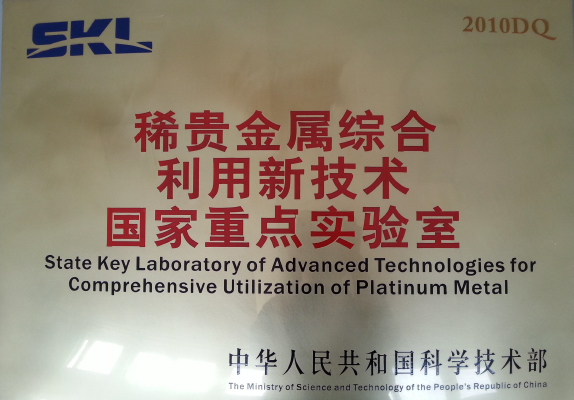 SKL
2010DQ
稀贵金属综合
利用新技术
国家重点实验室
State Key Laboratory of Advanced Technologies for
Comprehensive Utilization of Platinum Metal
中华人民共和国科学技术部
The Ministry of Science and Technology of the People's Republic of China